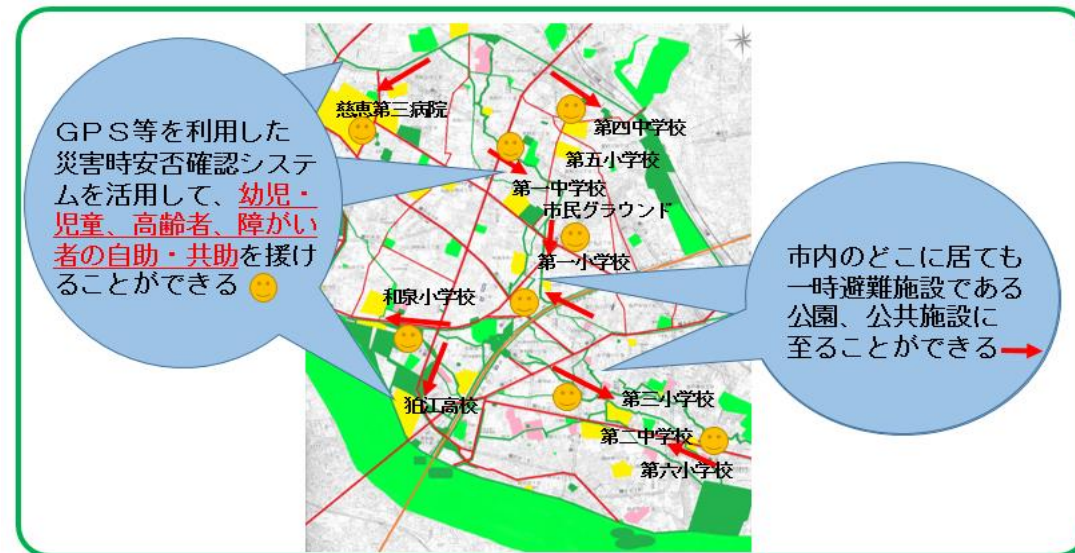 GPS等を利用した
災害時安否確認システ
ムを活用して、幼児・
児童、高齢者、障がい
者の自助・共助を援け
ることができる
慈恵第三病院
第四中学校
第五小学校
第一中学校
市民グラウンド
第一小学校
和泉小学校
狛江高校
第三小学校
第二中学校
第六小学校
市内のどこに居ても
一時避難施設である
公園、公共施設に
至ることができる